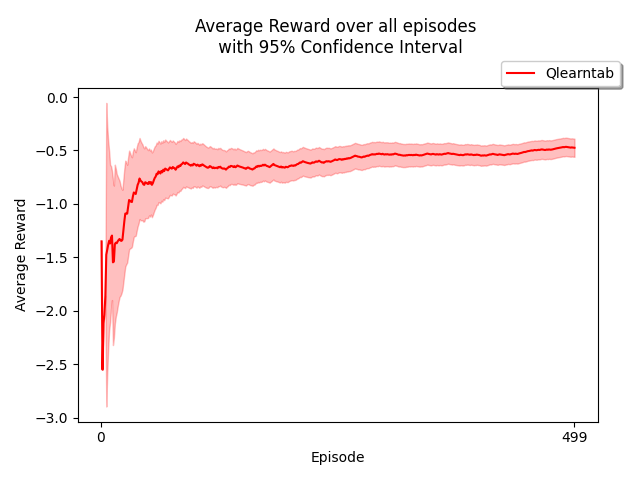 Average Reward over all episodes
with 95% Confidence Interval
Qlearntab
0.0
−0.5
−1.0
−1.5
−2.0
−2.5
−3.0
Average Reward
0
499
Episode